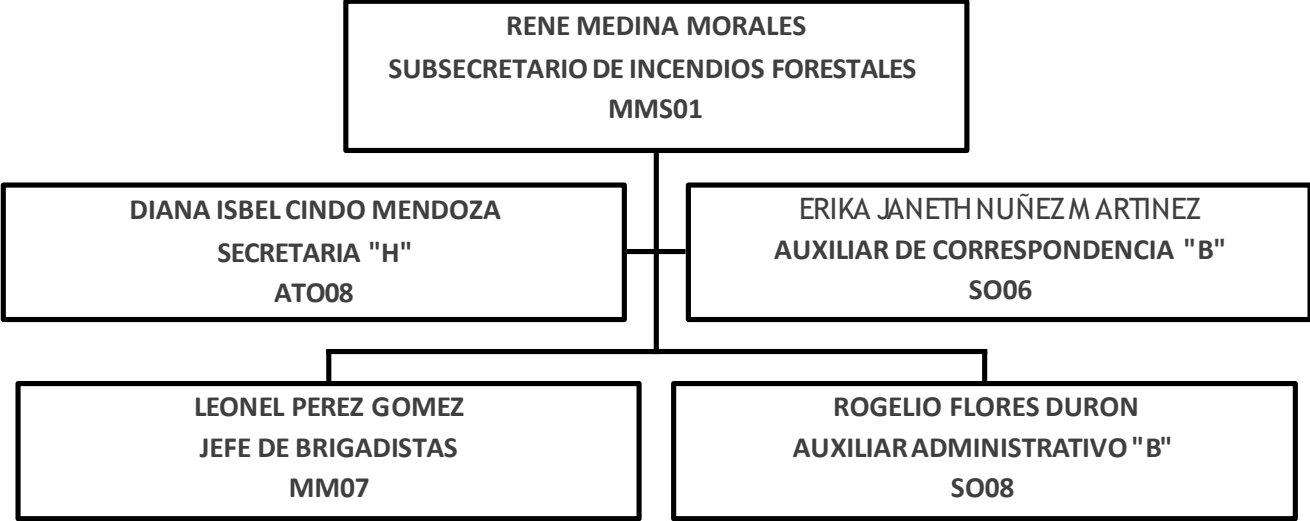 RENE MEDINA MORALES
SUBSECRETARIO DE INCENDIOS FORESTALES
MMS01
DIANA ISBEL CINDO MENDOZA
SECRETARIA "H"
ATO08
ERIKA JANETH NUÑEZ MARTINEZ
AUXILIAR DE CORRESPONDENCIA "B"
SO06
LEONEL PEREZ GOMEZ
JEFE DE BRIGADISTAS
MM07
ROGELIO FLORES DURON
AUXILIAR ADMINISTRATIVO "B"
SO08